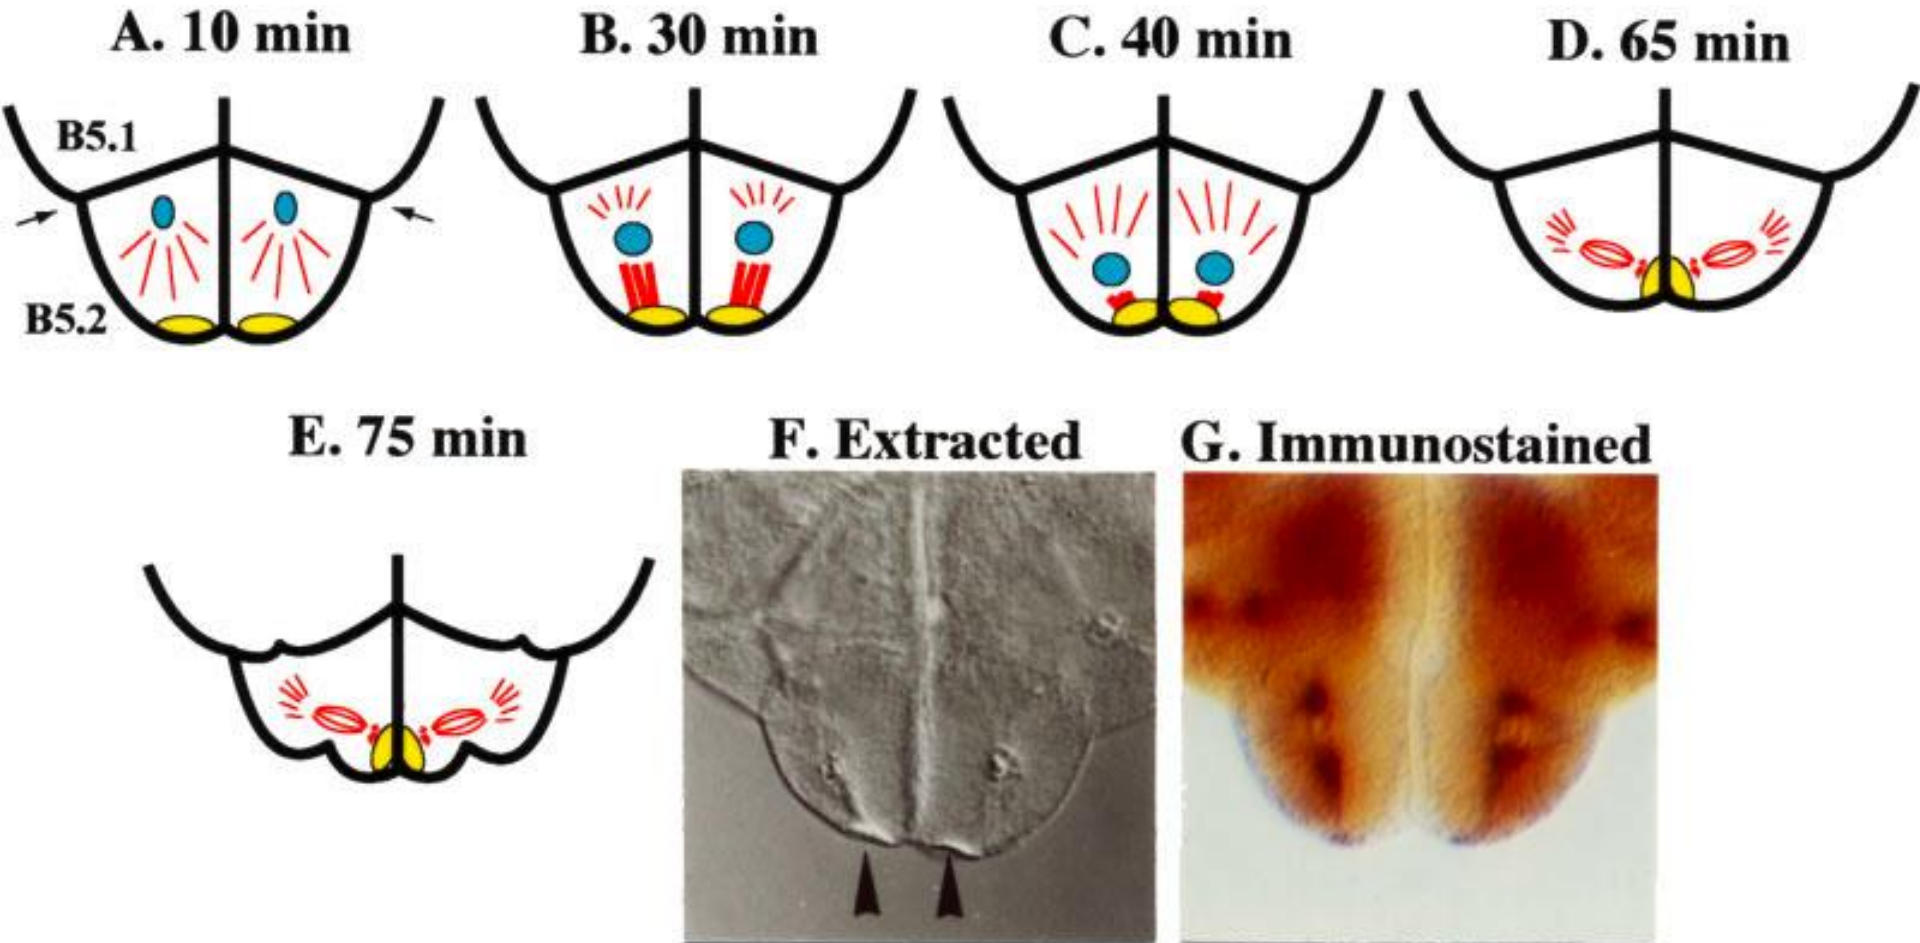 A. 10 min
B. 30 min
C. 40 min
D. 65 min
B5.1
B5.2
E. 75 min
F. Extracted
G. Immunostained